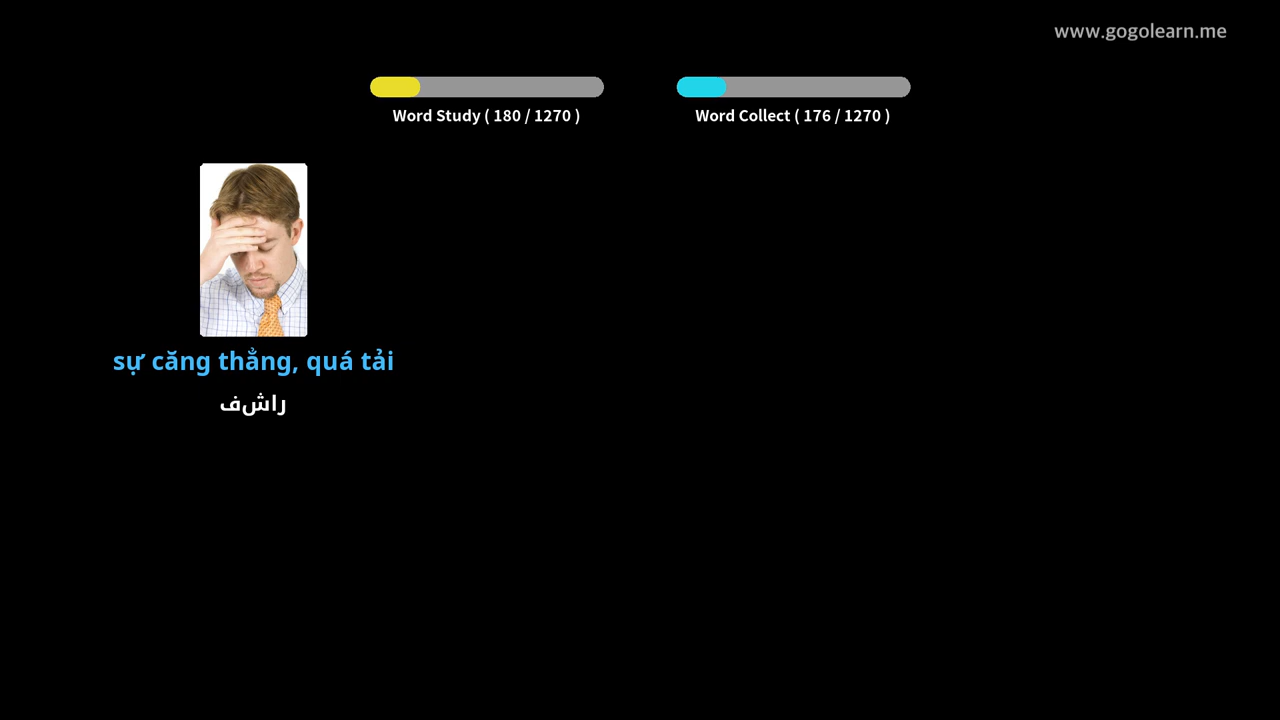 www.gogolearn.me
Word Study ( 180 / 1270 )
Word Collect ( 176 / 1270 )
sự căng thẳng, quá tải
راشف